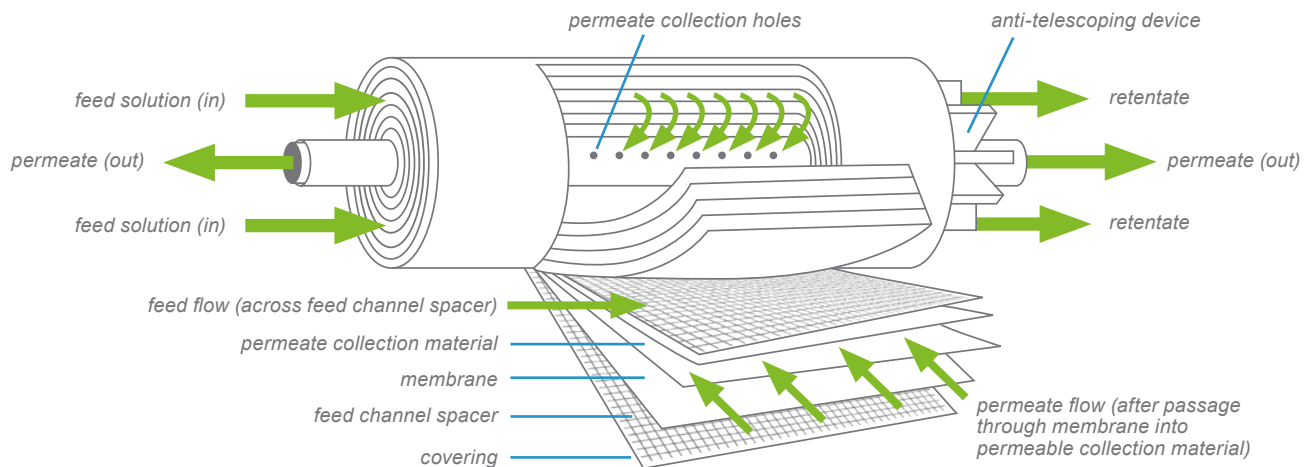 permeate collection holes
anti-telescoping device
feed solution (in)
retentate
permeate (out)
permeate (out)
feed solution (in)
retentate
feed flow (across feed channel spacer)
permeate collection material
membrane
feed channel spacer
covering
permeate flow (after passage
through membrane into
permeable collection material)